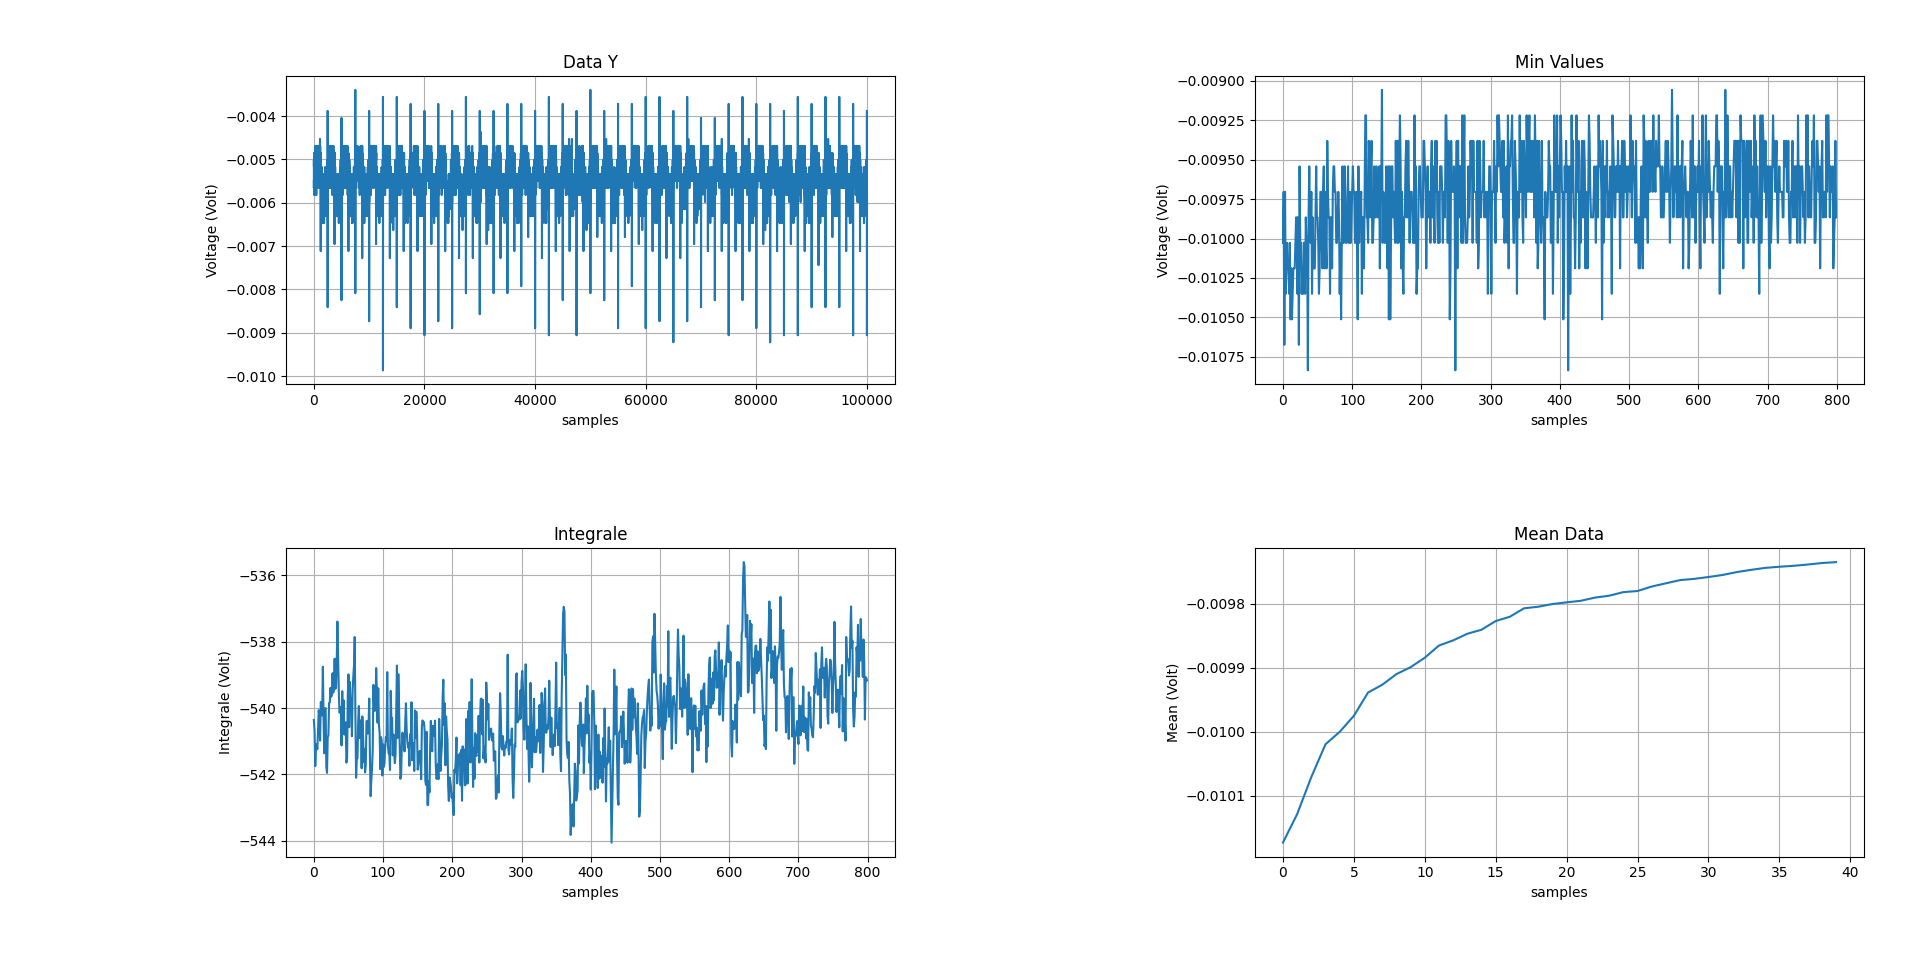 Data Y
−0.004
−0.005
−0.006
−0.007
−0.008
−0.009
−0.010
Voltage (Volt)
0 20000 40000 60000 80000 100000
samples
Min Values
−0.00900
−0.00925
−0.00950
−0.00975
−0.01000
−0.01025
−0.01050
−0.01075
Voltage (Volt)
0 100 200 300 400 500 600 700 800
samples
Integrale
−536
−538
−540
−542
−544
Integrale (Volt)
0 100 200 300 400 500 600 700 800
samples
Mean Data
−0.0098
−0.0099
−0.0100
−0.0101
Mean (Volt)
0 5 10 15 20 25 30 35 40
samples